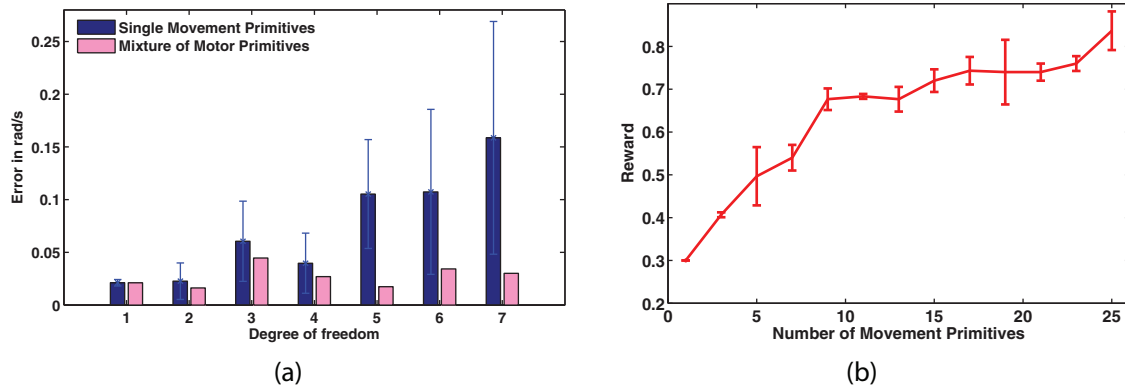 Single Movement Primitives
Mixture of Motor Primitives
Error in rad/s
0.25
0.2
0.15
0.1
0.05
0
1 2 3 4 5 6 7
Degree of freedom
(a)
Reward
0.9
0.8
0.7
0.6
0.5
0.4
0.3
0.2
0 5 10 15 20 25
Number of Movement Primitives
(b)